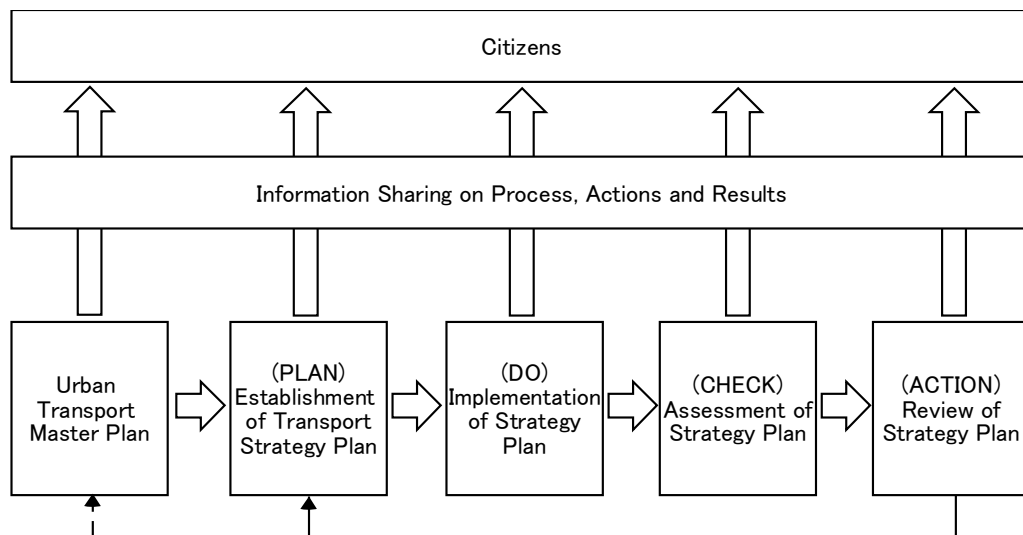 Citizens
Information Sharing on Process, Actions and Results
Urban
Transport
Master Plan
(PLAN)
Establishment
of Transport
Strategy Plan
(DO)
Implementation
of Strategy
Plan
(CHECK)
Assessment of
Strategy Plan
(ACTION)
Review of
Strategy Plan